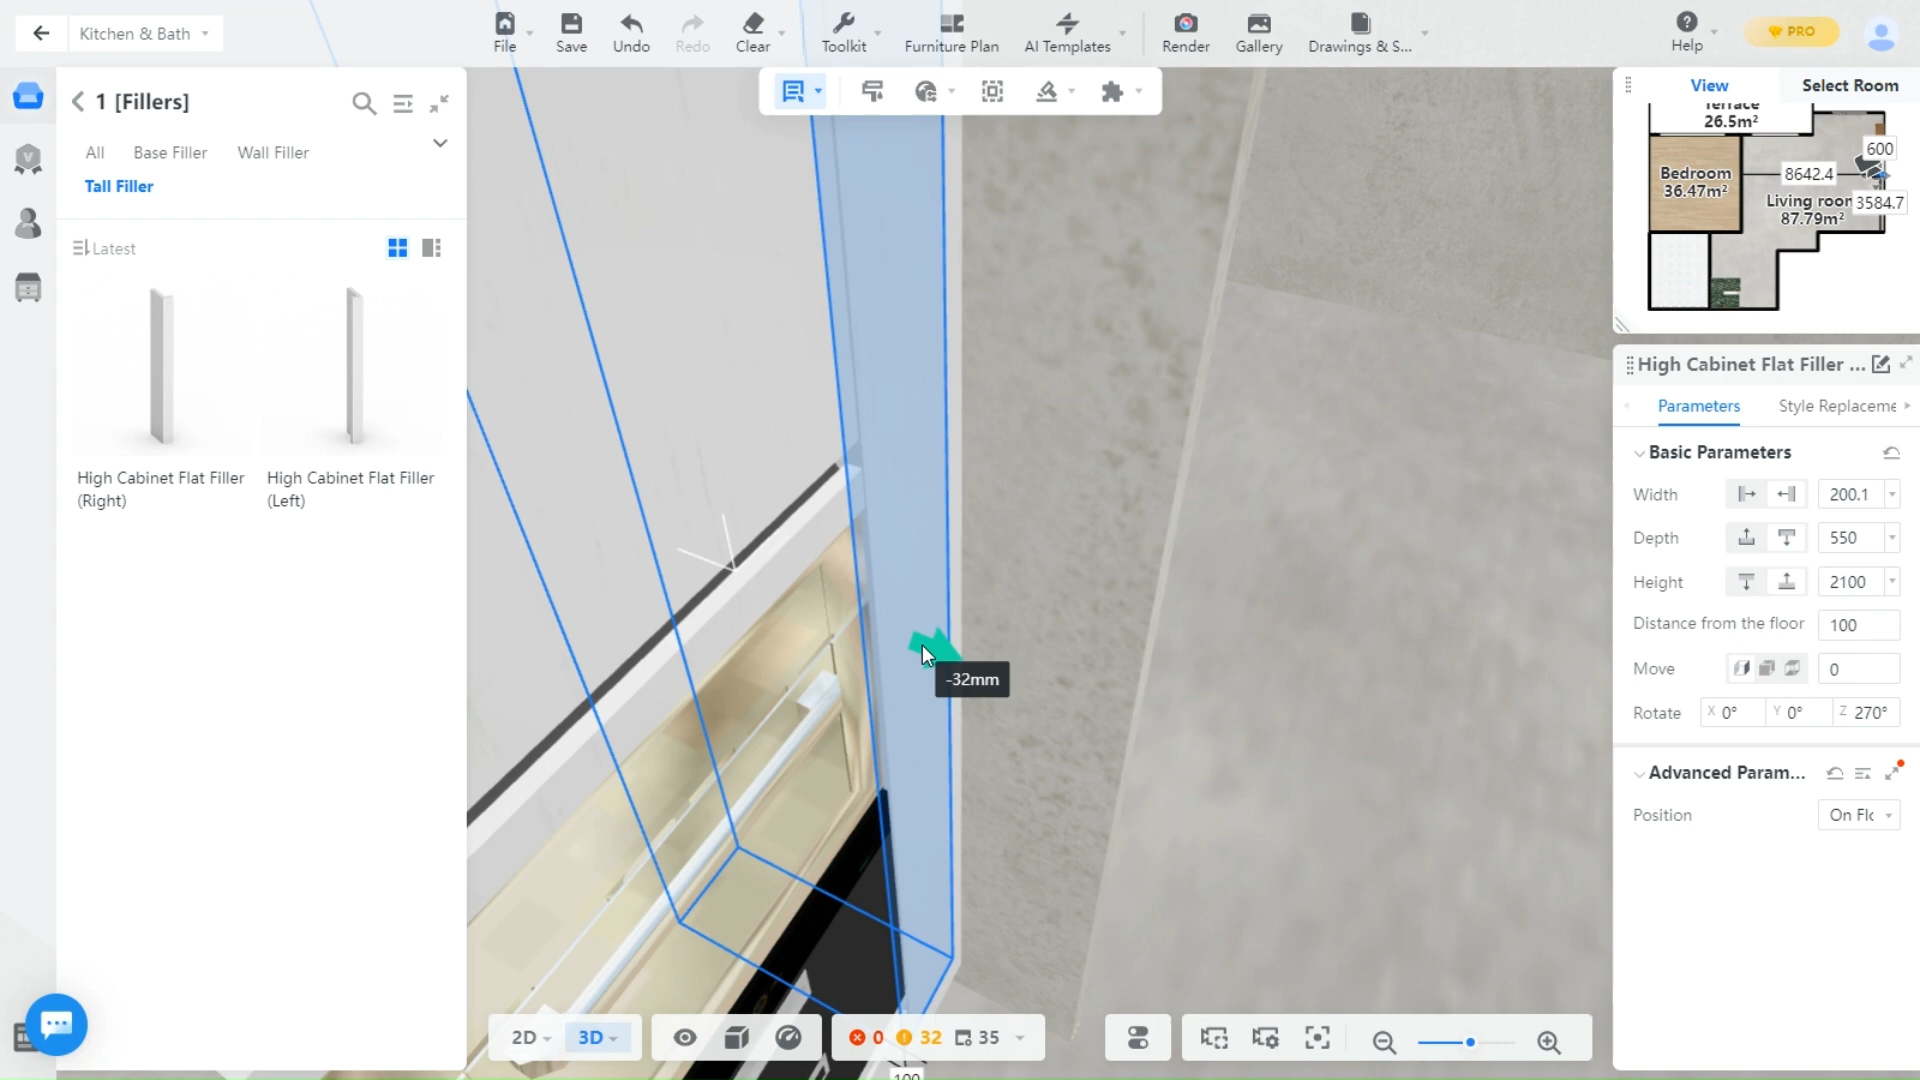 Kitchen & Bath
File
Save
Undo
Redo
Clear
Toolkit
Furniture Plan
AI Templates
Render
Gallery
Drawings & S...
Help
PRO
1 [Fillers]
All
Base Filler
Wall Filler
Tall Filler
Latest
High Cabinet Flat Filler
(Right)
High Cabinet Flat Filler
(Left)
-32mm
100
View
Select Room
Terrace
26.5m²
600
Bedroom
36.47m²
8642.4
Living room
87.79m²
3584.7
High Cabinet Flat Filler ...
Parameters
Style Replaceme
Basic Parameters
Width
200.1
Depth
550
Height
2100
Distance from the floor
100
Move
0
Rotate
X 0°
Y 0°
Z 270°
Advanced Param...
Position
On Flc
2D
3D
0
32
35